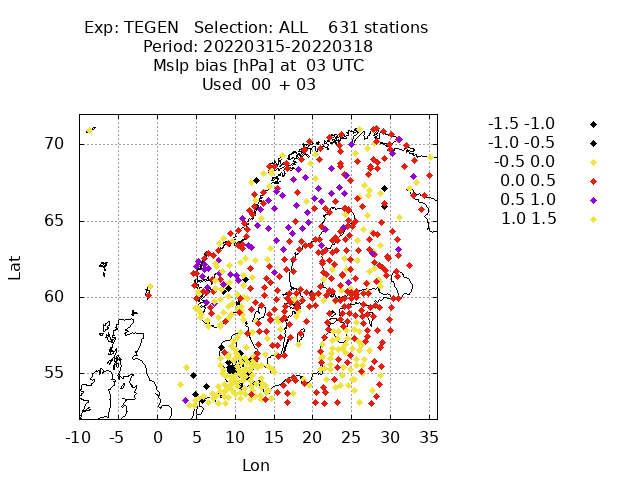 Exp: TEGEN Selection: ALL 631 stations
Period: 20220315-20220318
Mslp bias [hPa] at 03 UTC
Used 00 + 03
-1.5 -1.0
-1.0 -0.5
-0.5 0.0
0.0 0.5
0.5 1.0
1.0 1.5
70
65
60
55
Lat
-10 -5 0 5 10 15 20 25 30 35
Lon